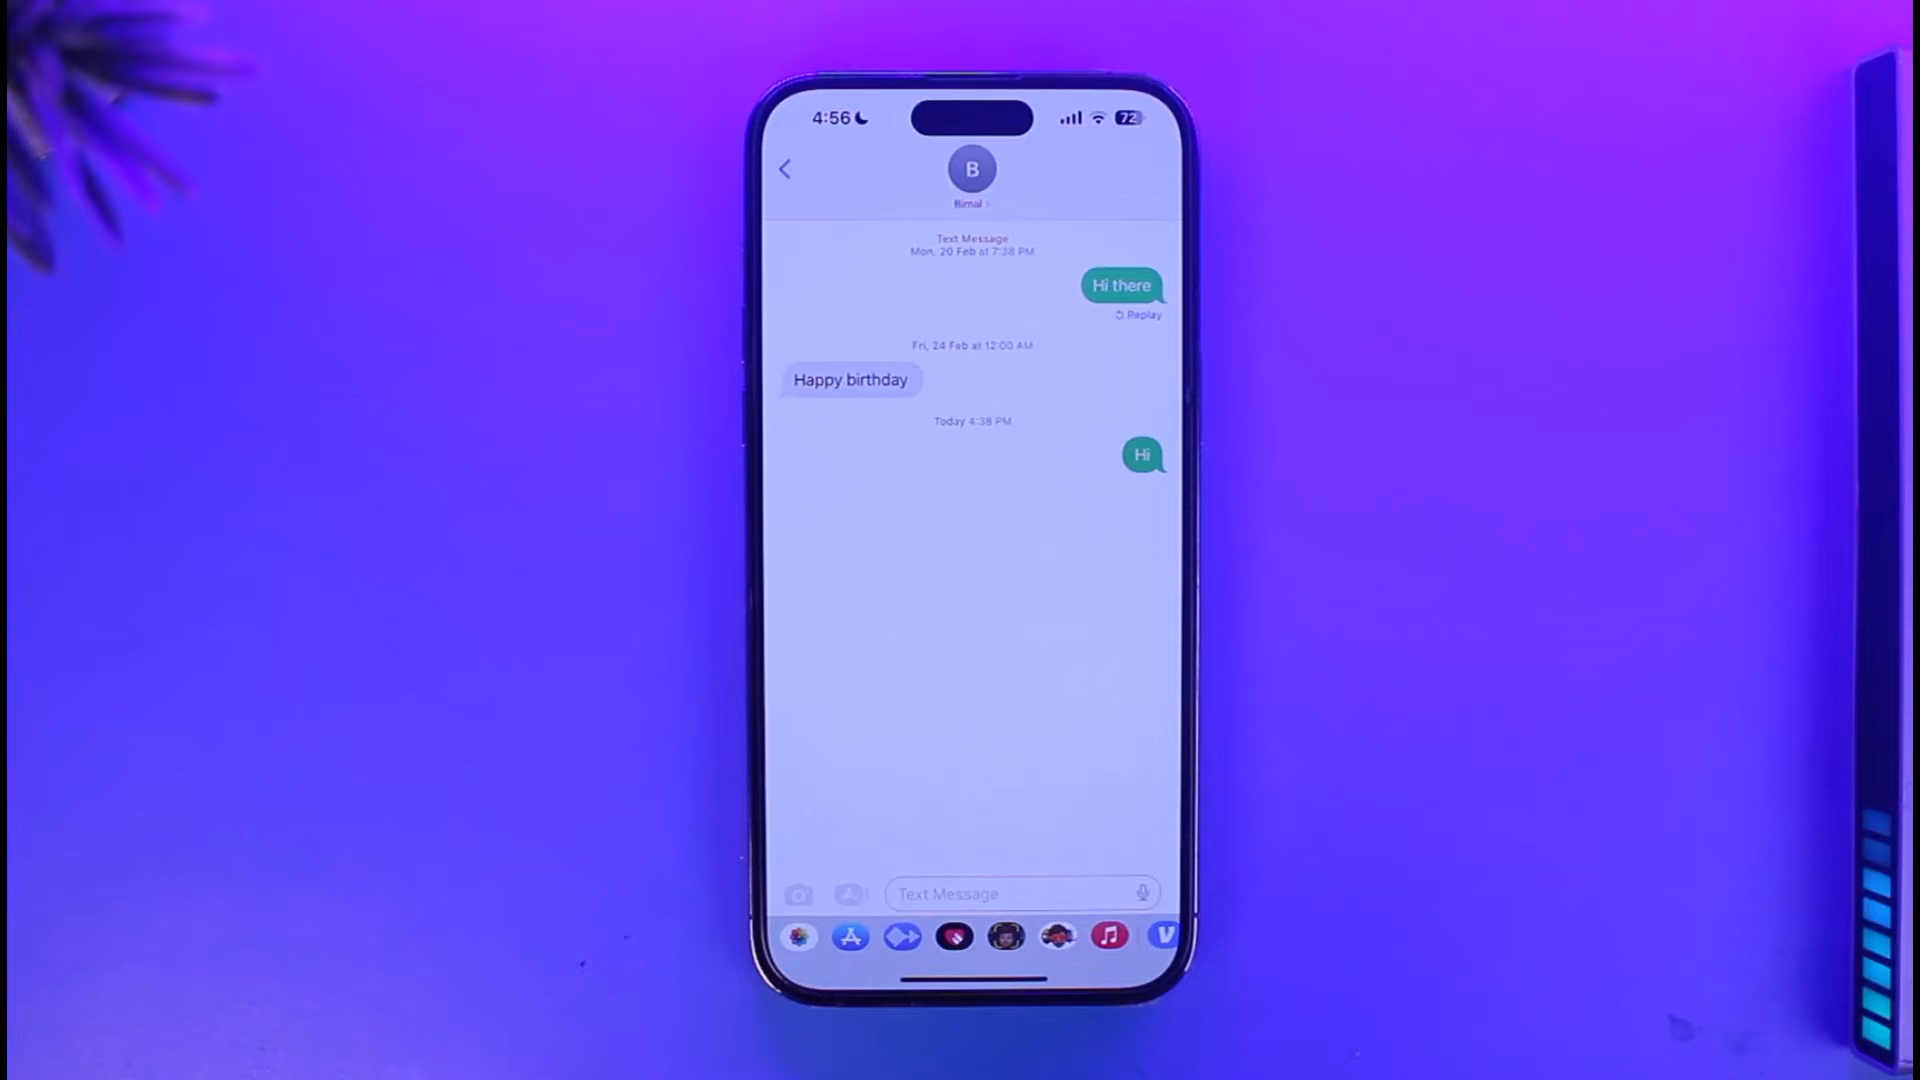 4:56
72
B
Bimal
Text Message
Mon, 20 Feb at 7:38 PM
Hi there
Replay
Fri, 24 Feb at 12:00 AM
Happy birthday
Today 4:38 PM
Hi
Text Message